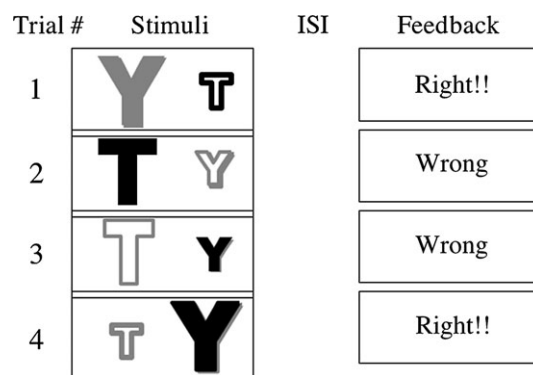 Trial # Stimuli ISI Feedback
1 Y T Right!!
2 T Y Wrong
3 T Y Wrong
4 T Y Right!!